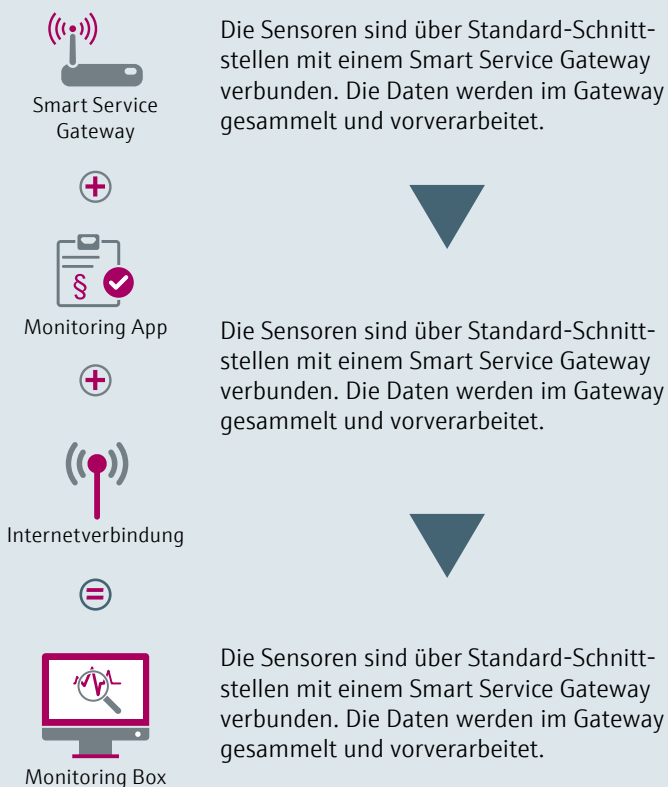 Smart Service
Gateway
Die Sensoren sind über Standard-Schnitt-
stellen mit einem Smart Service Gateway
verbunden. Die Daten werden im Gateway
gesammelt und vorverarbeitet.
+
§
Monitoring App
Die Sensoren sind über Standard-Schnitt-
stellen mit einem Smart Service Gateway
verbunden. Die Daten werden im Gateway
gesammelt und vorverarbeitet.
+
Internetverbindung
=
Monitoring Box
Die Sensoren sind über Standard-Schnitt-
stellen mit einem Smart Service Gateway
verbunden. Die Daten werden im Gateway
gesammelt und vorverarbeitet.